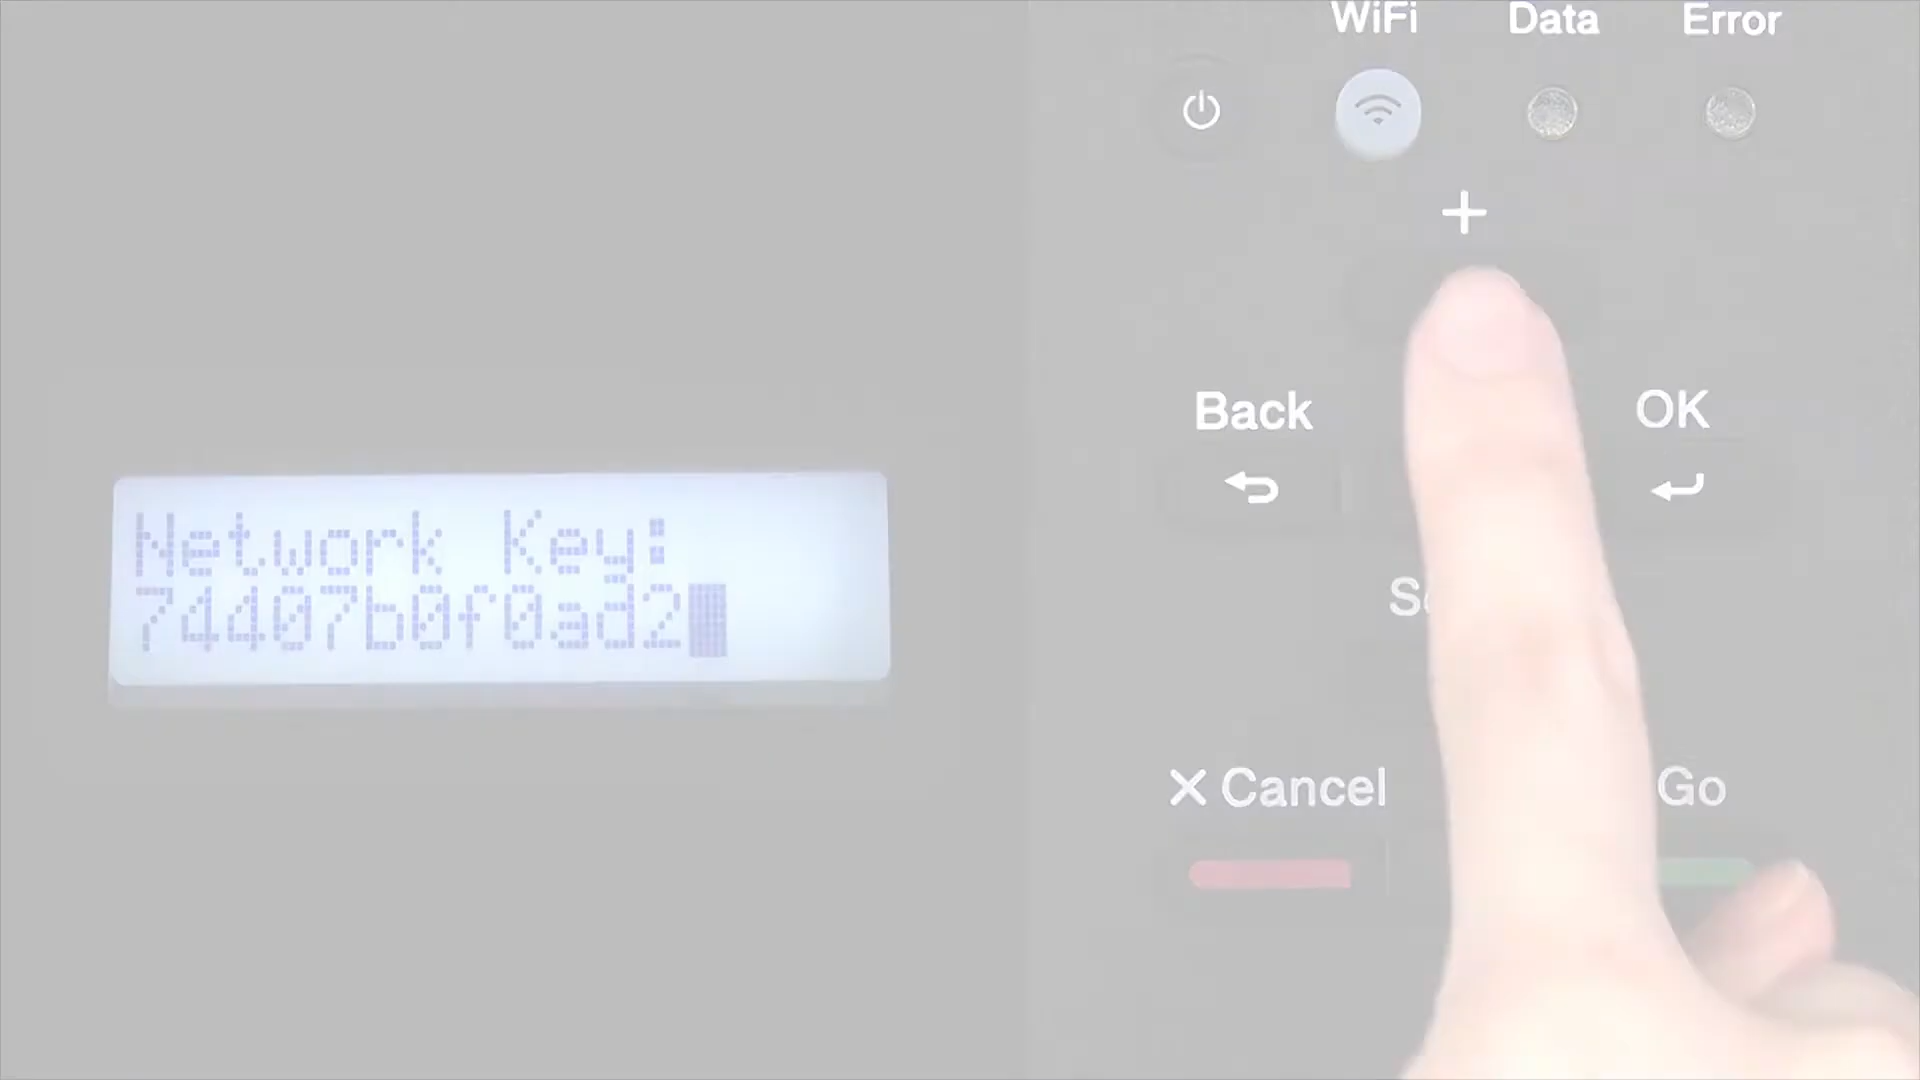 Network Key:
74407b0f0ad2
WiFi Data Error
+
Back OK
X Cancel Go